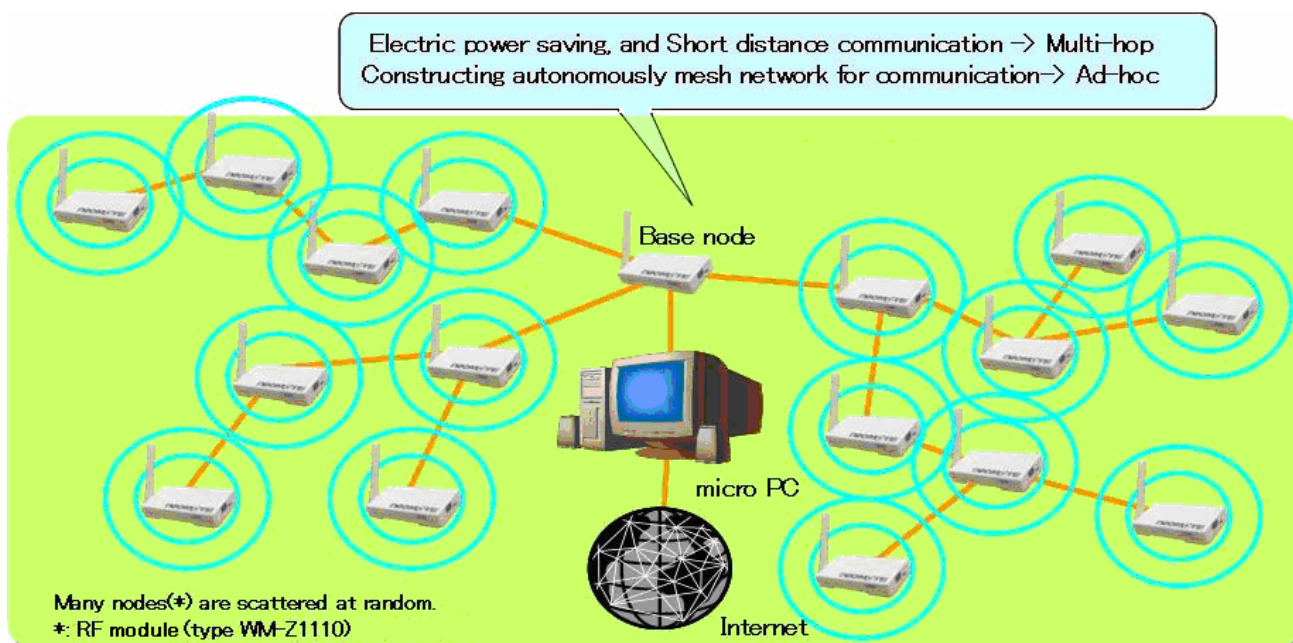 Electric power saving, and Short distance communication -> Multi-hop
Constructing autonomously mesh network for communication-> Ad-hoc
Base node
micro PC
Internet
Many nodes(*) are scattered at random.
*: RF module (type WM-Z1110)